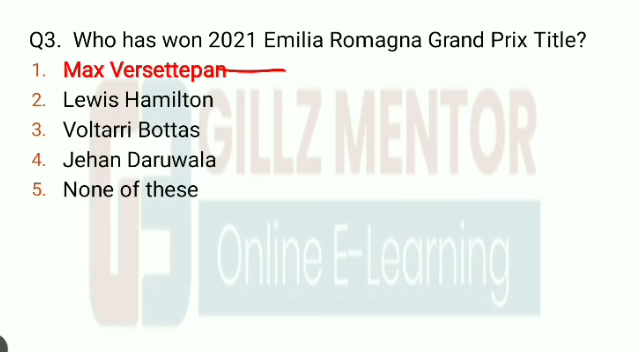 Q3. Who has won 2021 Emilia Romagna Grand Prix Title?
1. Max Versettepan
2. Lewis Hamilton
3. Voltarri Bottas
4. Jehan Daruwala
5. None of these
GILLZ MENTOR
Online E-Learning